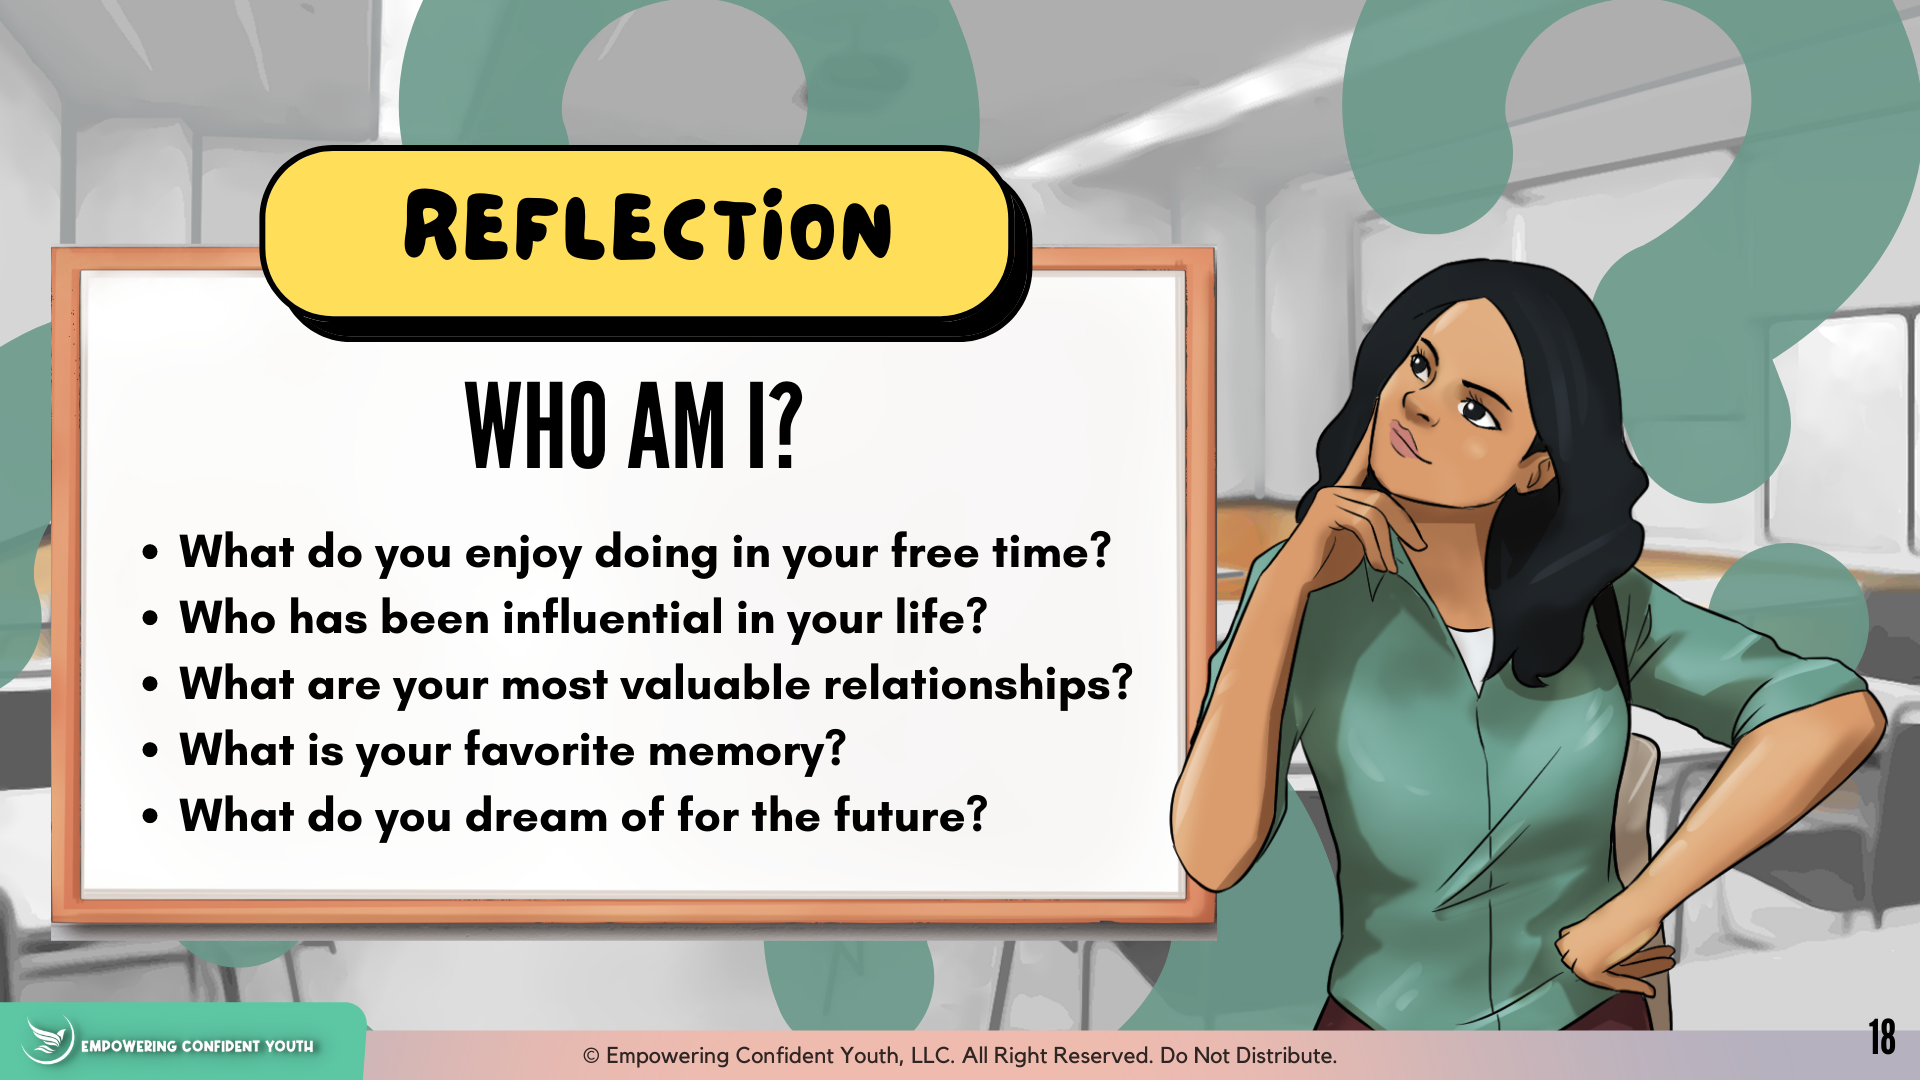 REFLECTION
WHO AM I?
• What do you enjoy doing in your free time?
• Who has been influential in your life?
• What are your most valuable relationships?
• What is your favorite memory?
• What do you dream of for the future?
EMPOWERING CONFIDENT YOUTH
© Empowering Confident Youth, LLC. All Right Reserved. Do Not Distribute.
18